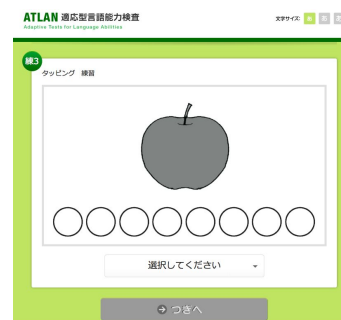 ATLAN 適応型言語能力検査
Adaptive Tests for Language Abilities
文字サイズ:
練3
タッピング 練習
選択してください
つぎへ